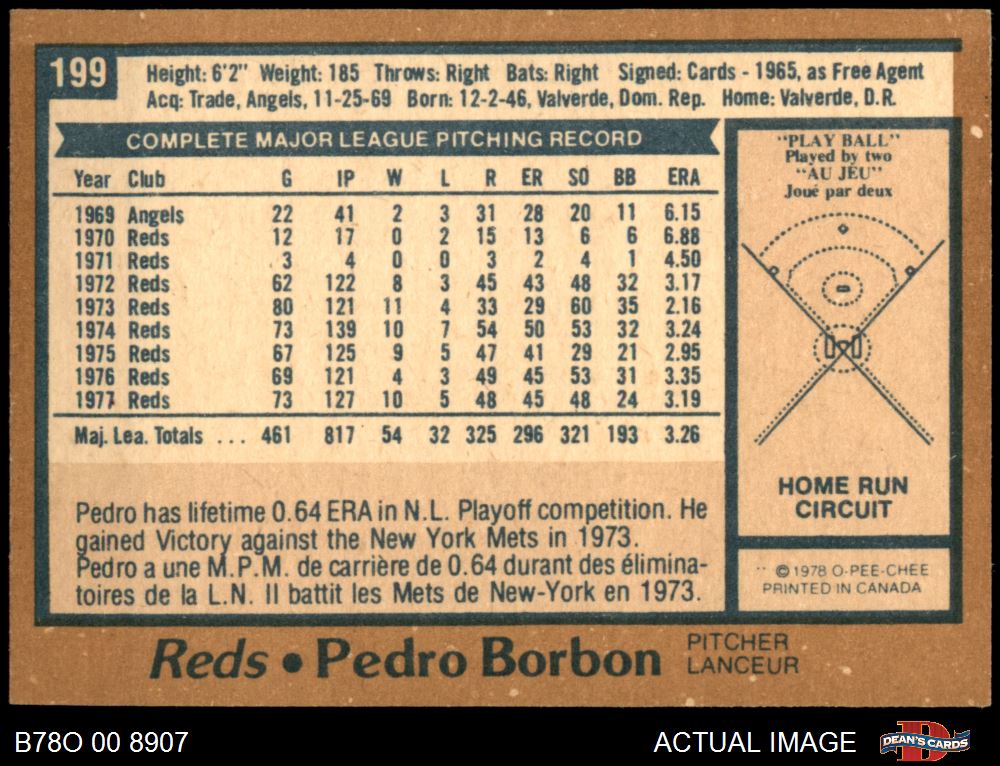 199
Height: 6'2" Weight: 185 Throws: Right Bats: Right Signed: Cards - 1965, as Free Agent
Acq: Trade, Angels, 11-25-69 Born: 12-2-46, Valverde, Dom. Rep. Home: Valverde, D.R.
COMPLETE MAJOR LEAGUE PITCHING RECORD
Year Club G IP W L R ER SO BB ERA
1969 Angels 22 41 2 3 31 28 20 11 6.15
1970 Reds 12 17 0 2 15 13 6 6 6.88
1971 Reds 3 4 0 0 3 2 4 1 4.50
1972 Reds 62 122 8 3 45 43 48 32 3.17
1973 Reds 80 121 11 4 33 29 60 35 2.16
1974 Reds 73 139 10 7 54 50 53 32 3.24
1975 Reds 67 125 9 5 47 41 29 21 2.95
1976 Reds 69 121 4 3 49 45 53 31 3.35
1977 Reds 73 127 10 5 48 45 48 24 3.19
Maj. Lea. Totals ... 461 817 54 32 325 296 321 193 3.26
Pedro has lifetime 0.64 ERA in N.L. Playoff competition. He
gained Victory against the New York Mets in 1973.
Pedro a une M.P.M. de carrière de 0.64 durant des élimina-
toires de la L.N. Il battit les Mets de New-York en 1973.
"PLAY BALL"
Played by two
"AU JEU"
Joué par deux
HOME RUN
CIRCUIT
** © 1978 O-PEE-CHEE
PRINTED IN CANADA
Reds • Pedro Borbon
PITCHER
LANCEUR
B78O 00 8907
ACTUAL IMAGE
D
DEAN'S CARDS